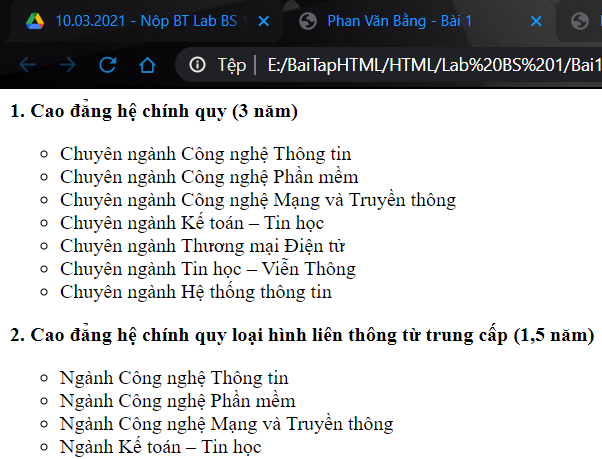 10.03.2021 - Nộp BT Lab BS
Phan Văn Bằng - Bài 1
Tệp | E:/BaiTapHTML/HTML/Lab%20BS%201/Bai1
1. Cao đẳng hệ chính quy (3 năm)
Chuyên ngành Công nghệ Thông tin
Chuyên ngành Công nghệ Phần mềm
Chuyên ngành Công nghệ Mạng và Truyền thông
Chuyên ngành Kế toán – Tin học
Chuyên ngành Thương mại Điện tử
Chuyên ngành Tin học – Viễn Thông
Chuyên ngành Hệ thống thông tin
2. Cao đẳng hệ chính quy loại hình liên thông từ trung cấp (1,5 năm)
Ngành Công nghệ Thông tin
Ngành Công nghệ Phần mềm
Ngành Công nghệ Mạng và Truyền thông
Ngành Kế toán – Tin học